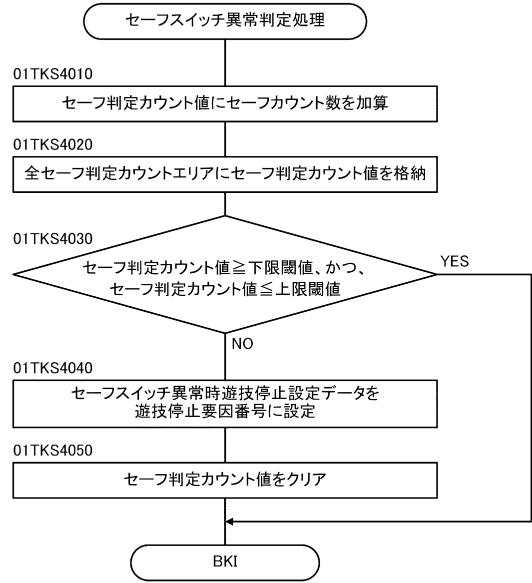 セーフスイッチ異常判定処理
01TKS4010
セーフ判定カウント値にセーフカウント数を加算
01TKS4020
全セーフ判定カウントエリアにセーフ判定カウント値を格納
01TKS4030
セーフ判定カウント値≧下限閾値、かつ、
セーフ判定カウント値≦上限閾値
YES
NO
01TKS4040
セーフスイッチ異常時遊技停止設定データを
遊技停止要因番号に設定
01TKS4050
セーフ判定カウント値をクリア
BKI